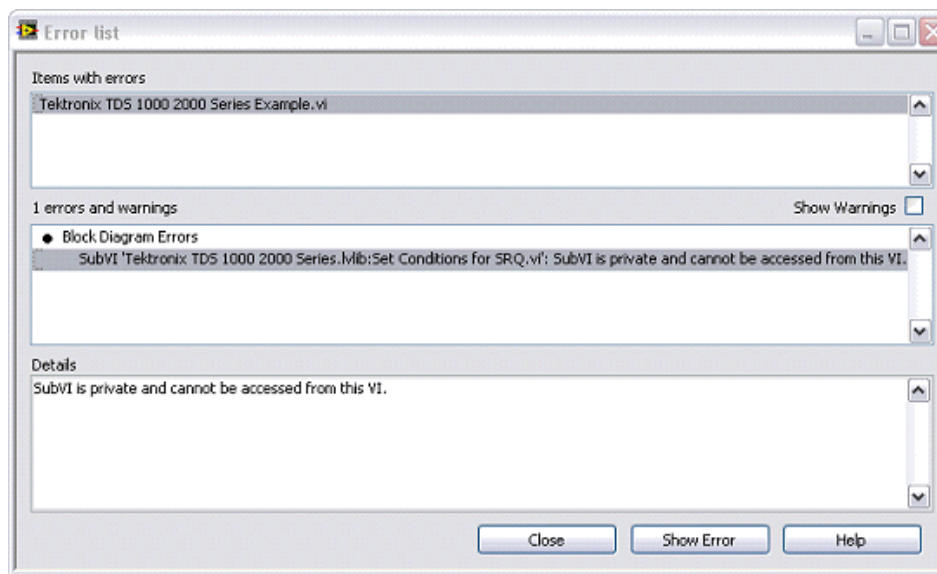 Error list
Items with errors
Tektronix TDS 1000 2000 Series Example.vi
1 errors and warnings Show Warnings
Block Diagram Errors
SubVI 'Tektronix TDS 1000 2000 Series.lvlib:Set Conditions for SRQ.vi': SubVI is private and cannot be accessed from this VI.
Details
SubVI is private and cannot be accessed from this VI.
Close Show Error Help